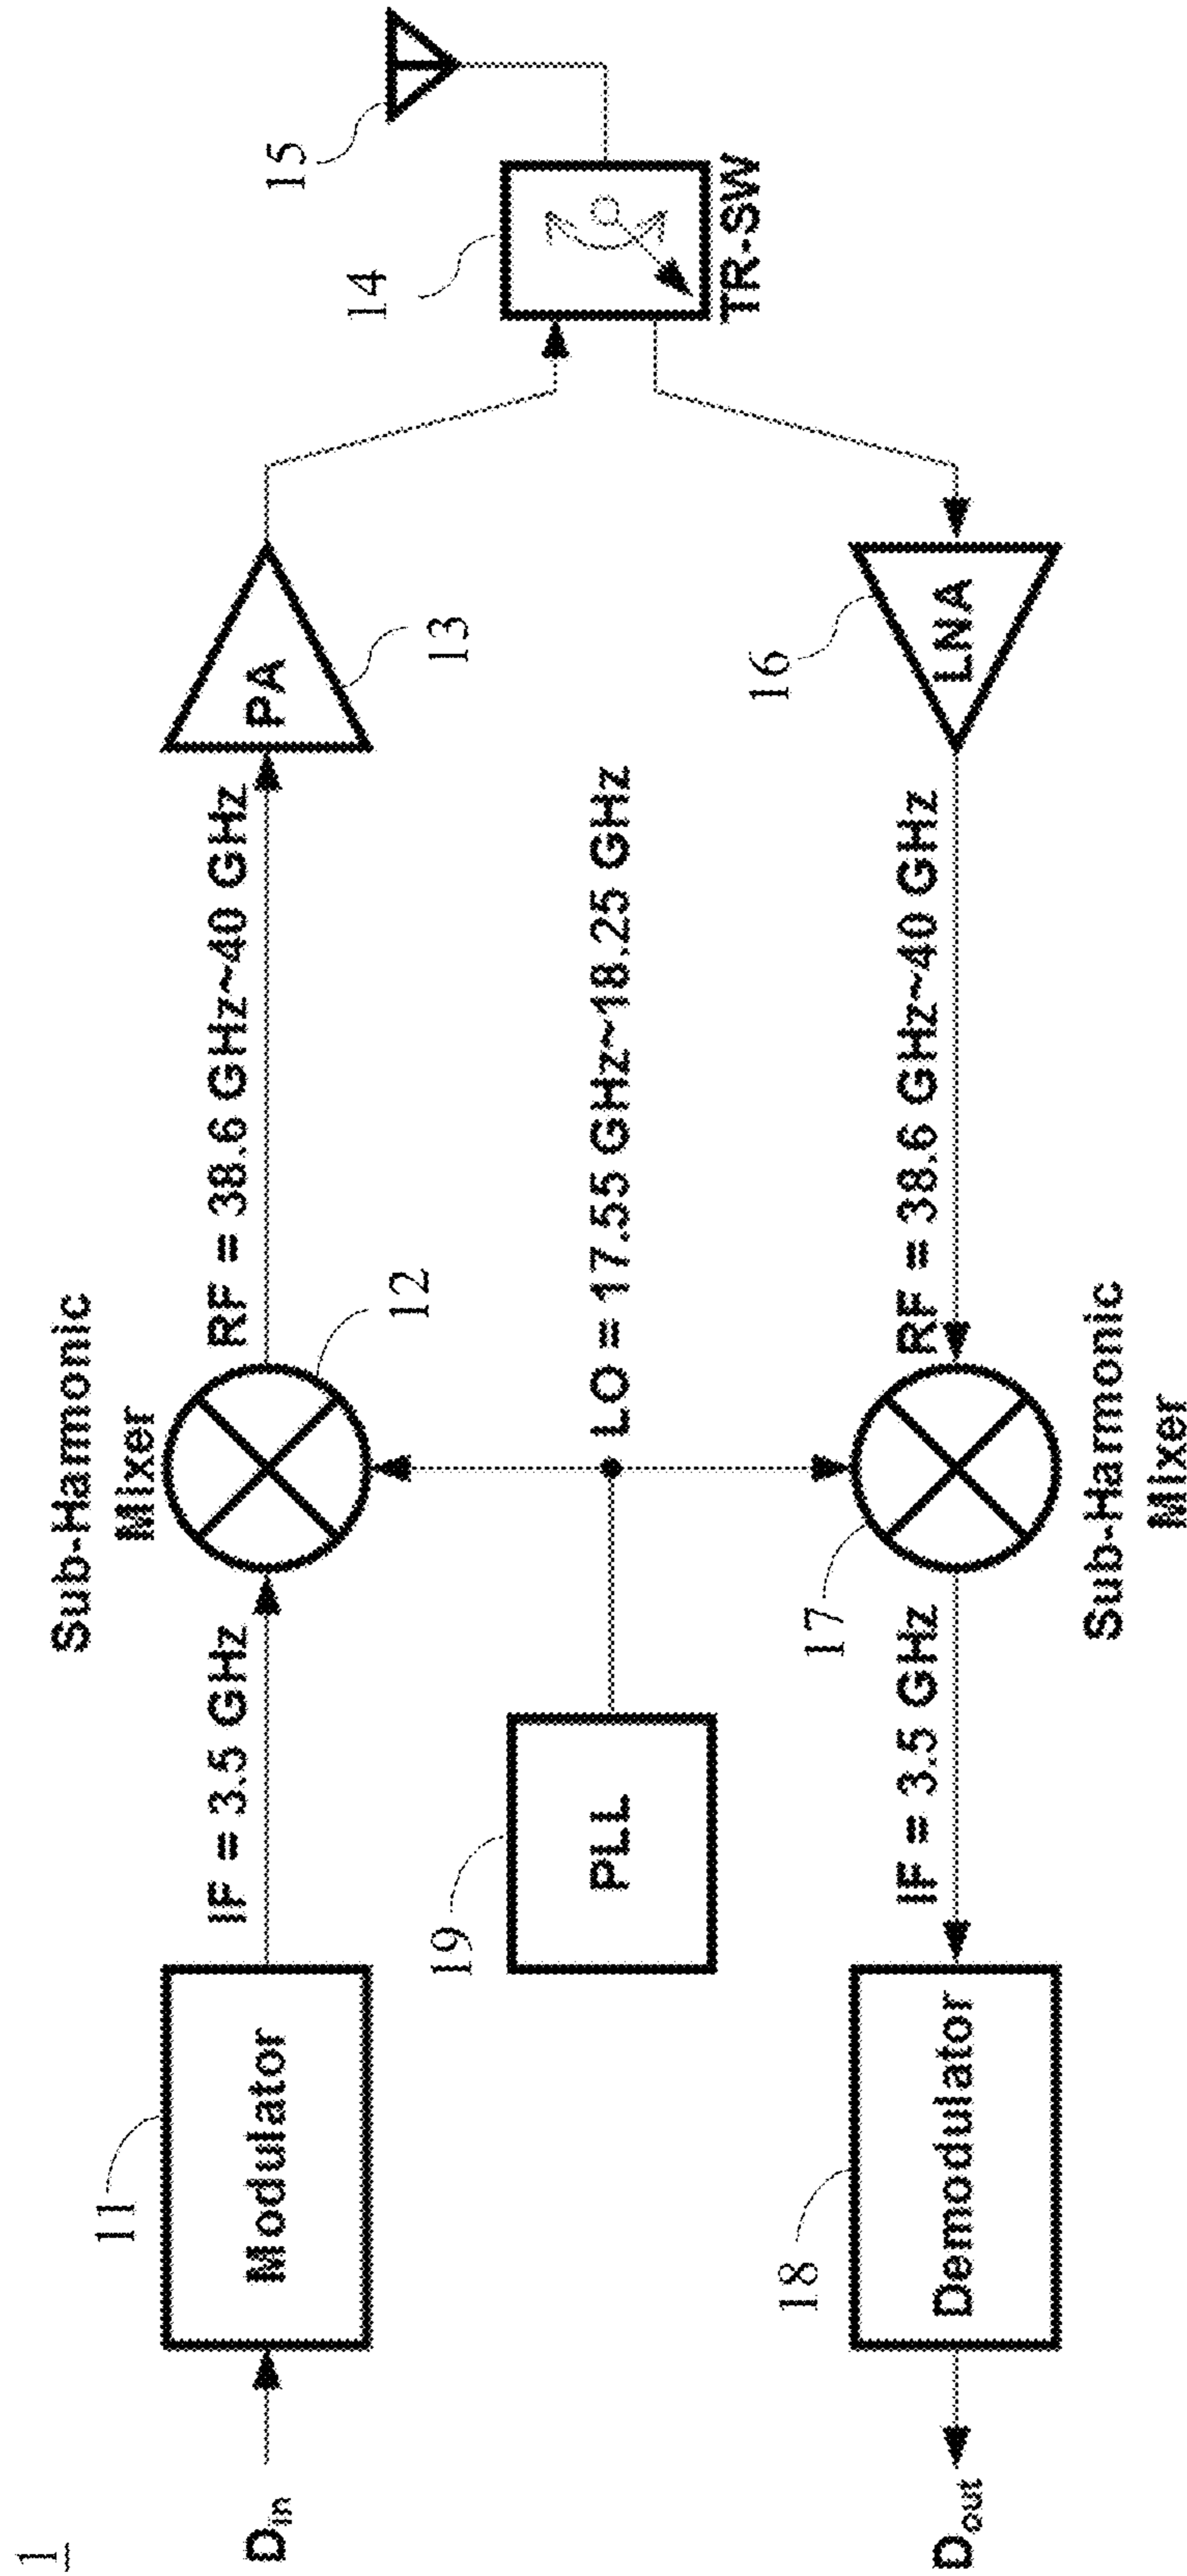 1
Sub-Harmonic
Mixer
D_in
11
Modulator
IF = 3.5 GHz
12
RF = 38.6 GHz~40 GHz
PA
13
14
15
TR-SW
19
PLL
LO = 17.55 GHz~18.25 GHz
16
LNA
RF = 38.6 GHz~40 GHz
17
IF = 3.5 GHz
18
Demodulator
D_out
Sub-Harmonic
Mixer